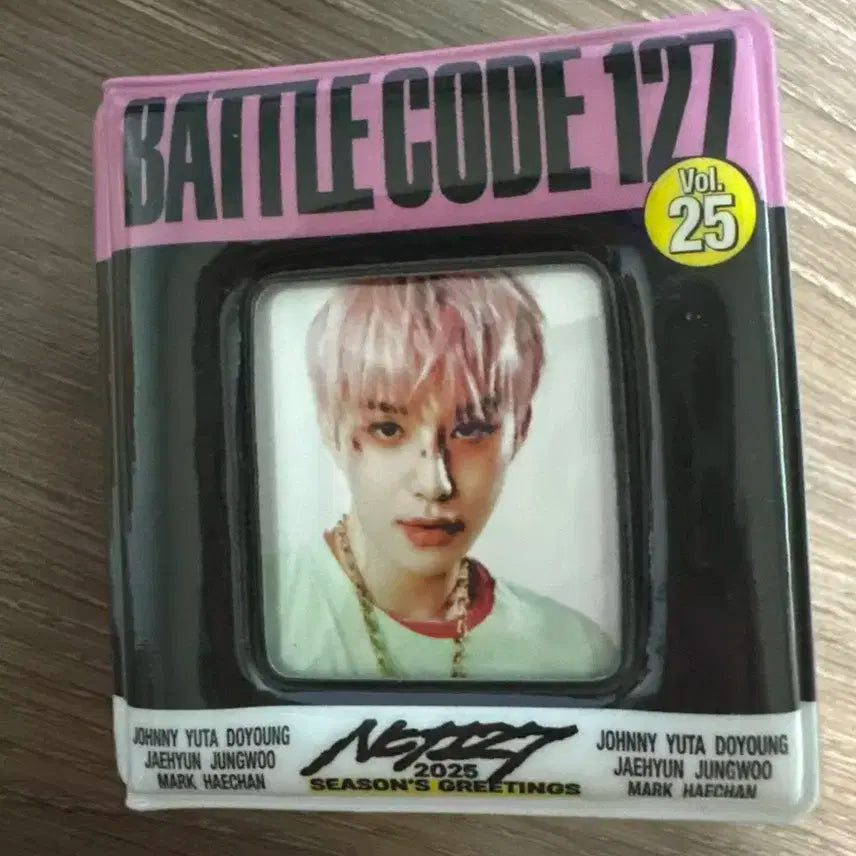 BATTLE CODE 127
Vol.
25
JOHNNY YUTA DOYOUNG
JAEHYUN JUNGWOO
MARK HAECHAN
NCT127
2025
SEASON'S GREETINGS
JOHNNY YUTA DOYOUNG
JAEHYUN JUNGWOO
MARK HAECHAN